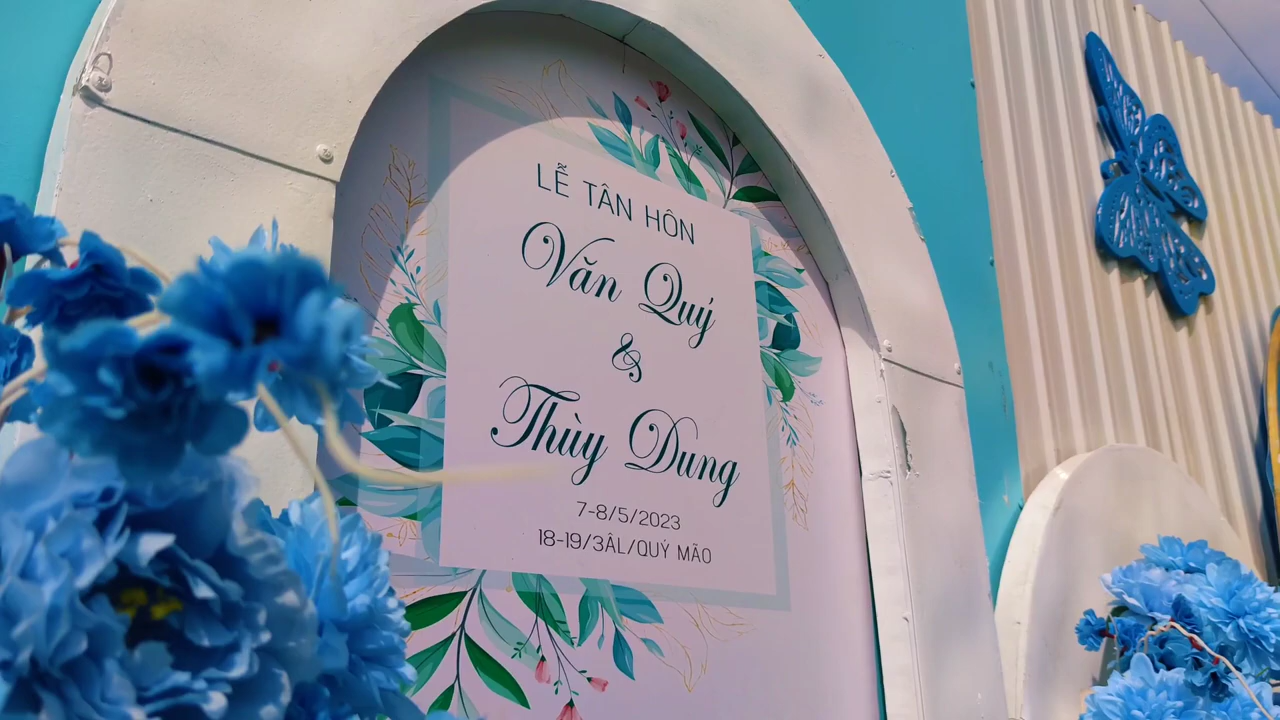 LỄ TÂN HÔN
Văn Quý
&
Thùy Dung
7-8/5/2023
18-19/3ÂL/QUÝ MÃO